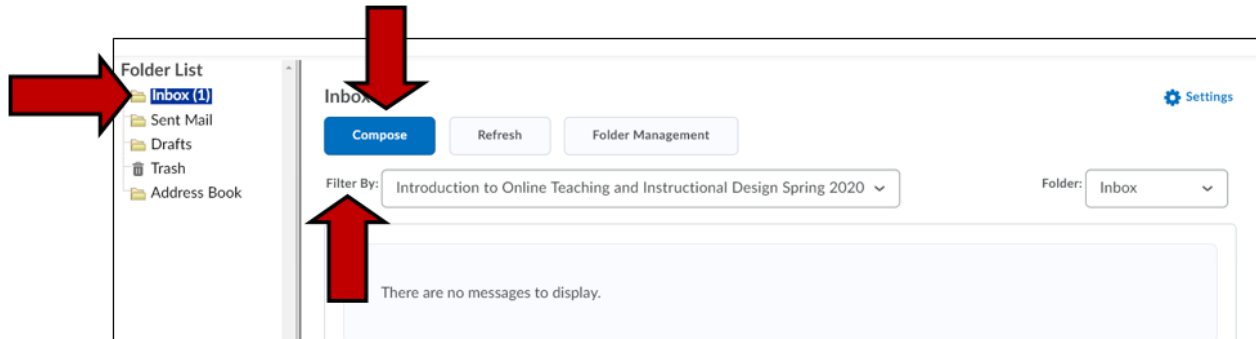 Folder List
Inbox (1)
Sent Mail
Drafts
Trash
Address Book
Inbox
Settings
Compose
Refresh
Folder Management
Filter By:
Introduction to Online Teaching and Instructional Design Spring 2020
Folder:
Inbox
There are no messages to display.